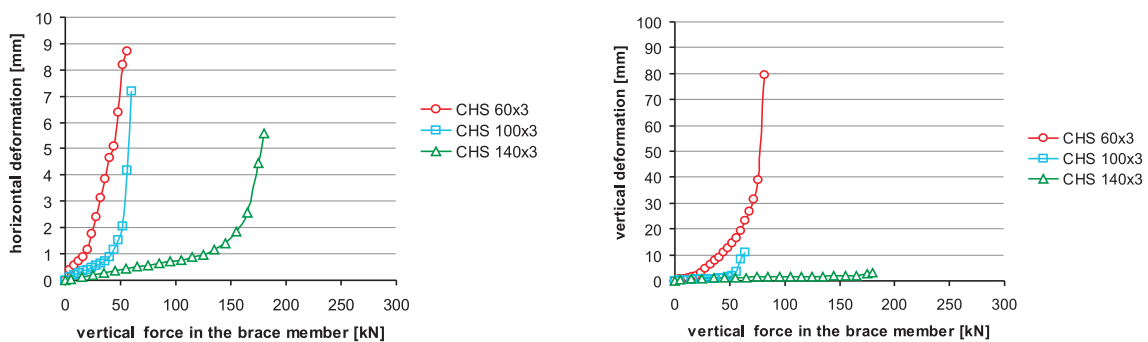 horizontal deformation [mm]
10
9
8
7
6
5
4
3
2
1
0
0 50 100 150 200 250 300
vertical force in the brace member [kN]
CHS 60x3
CHS 100x3
CHS 140x3
vertical deformation [mm]
100
90
80
70
60
50
40
30
20
10
0
0 50 100 150 200 250 300
vertical force in the brace member [kN]
CHS 60x3
CHS 100x3
CHS 140x3